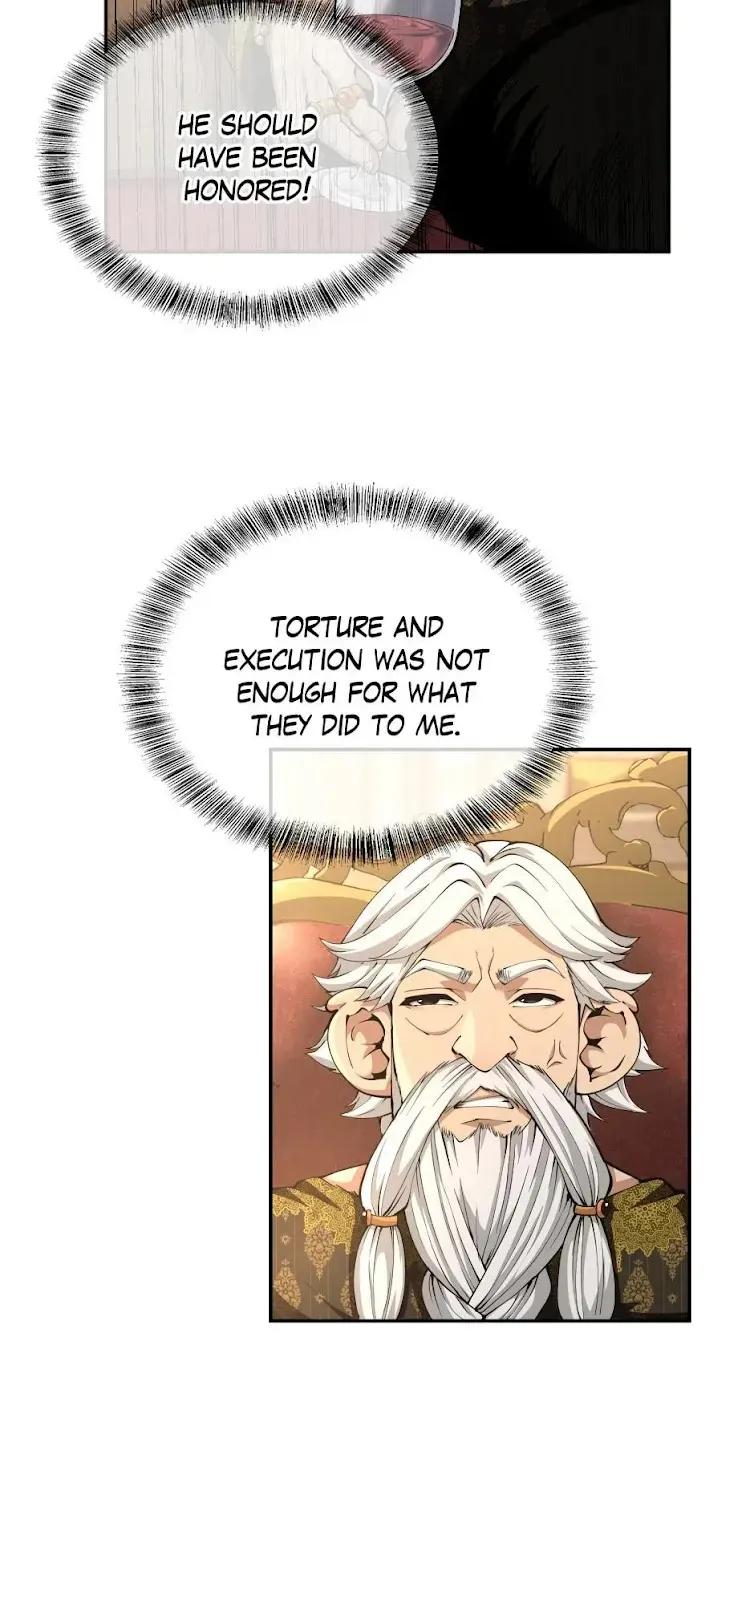 HE SHOULD
HAVE BEEN
HONORED!
TORTURE AND
EXECUTION WAS NOT
ENOUGH FOR WHAT
THEY DID TO ME.